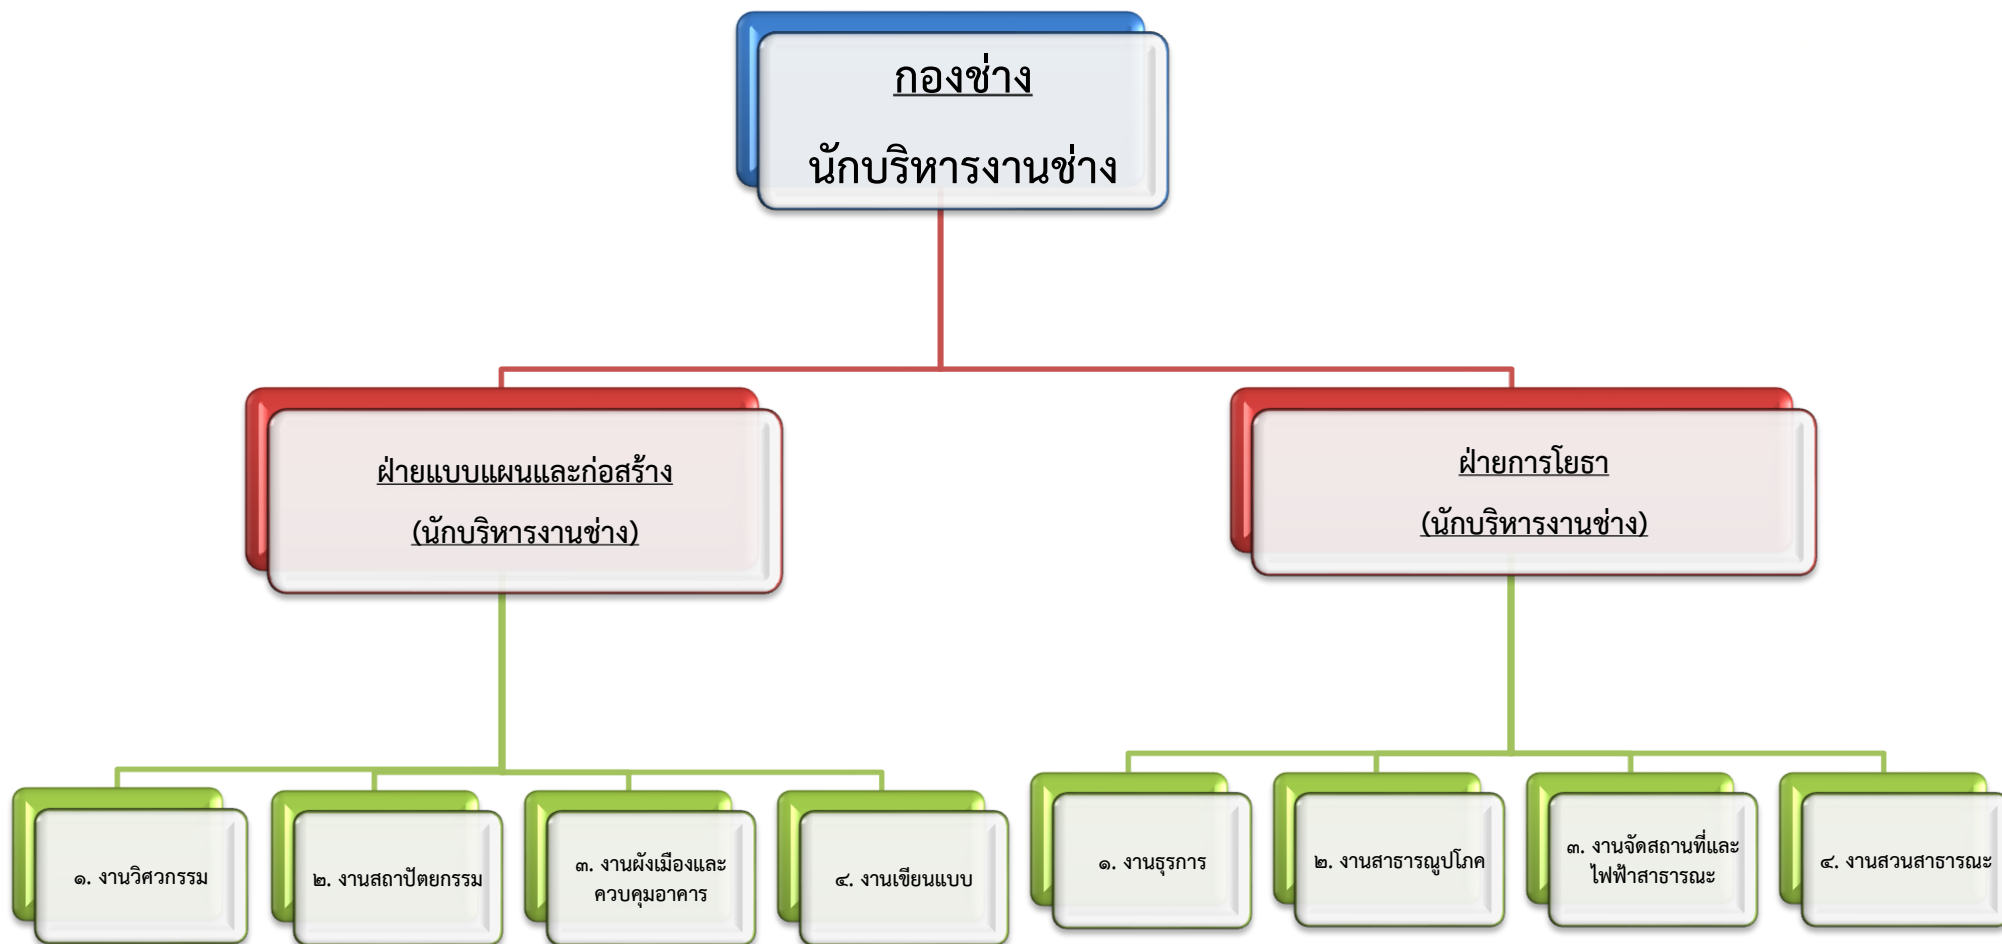 กองช่าง
นักบริหารงานช่าง
ฝ่ายแบบแผนและก่อสร้าง
(นักบริหารงานช่าง)
ฝ่ายการโยธา
(นักบริหารงานช่าง)
๑. งานวิศวกรรม
๒. งานสถาปัตยกรรม
๓. งานผังเมืองและ
ควบคุมอาคาร
๔. งานเขียนแบบ
๑. งานธุรการ
๒. งานสาธารณูปโภค
๓. งานจัดสถานที่และ
ไฟฟ้าสาธารณะ
๔. งานสวนสาธารณะ